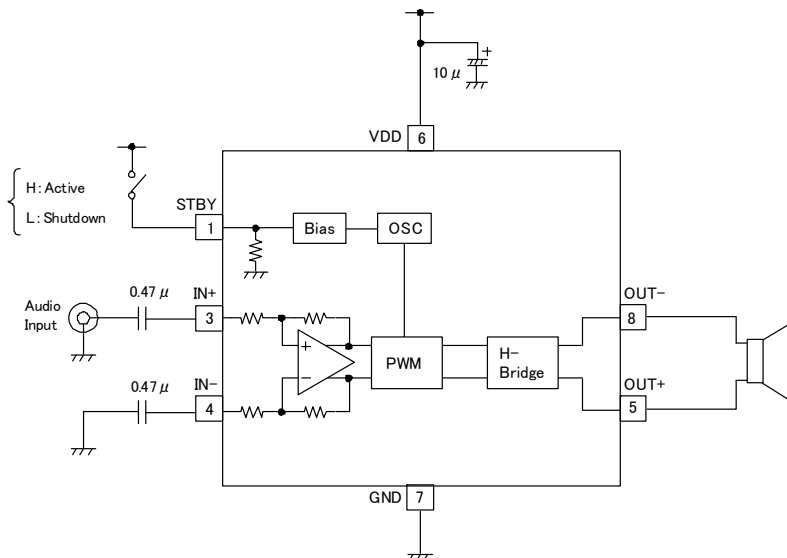 10 μ
VDD
6
H: Active
L: Shutdown
STBY
1
Bias
OSC
Audio
Input
0.47 μ
IN+
3
OUT-
8
+
-
PWM
H-
Bridge
0.47 μ
IN-
4
OUT+
5
GND
7